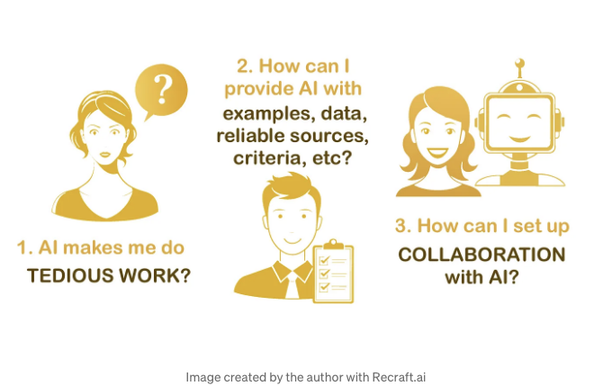 ?
1. AI makes me do
TEDIOUS WORK?
2. How can I
provide AI with
examples, data,
reliable sources,
criteria, etc?
3. How can I set up
COLLABORATION
with AI?
Image created by the author with Recraft.ai